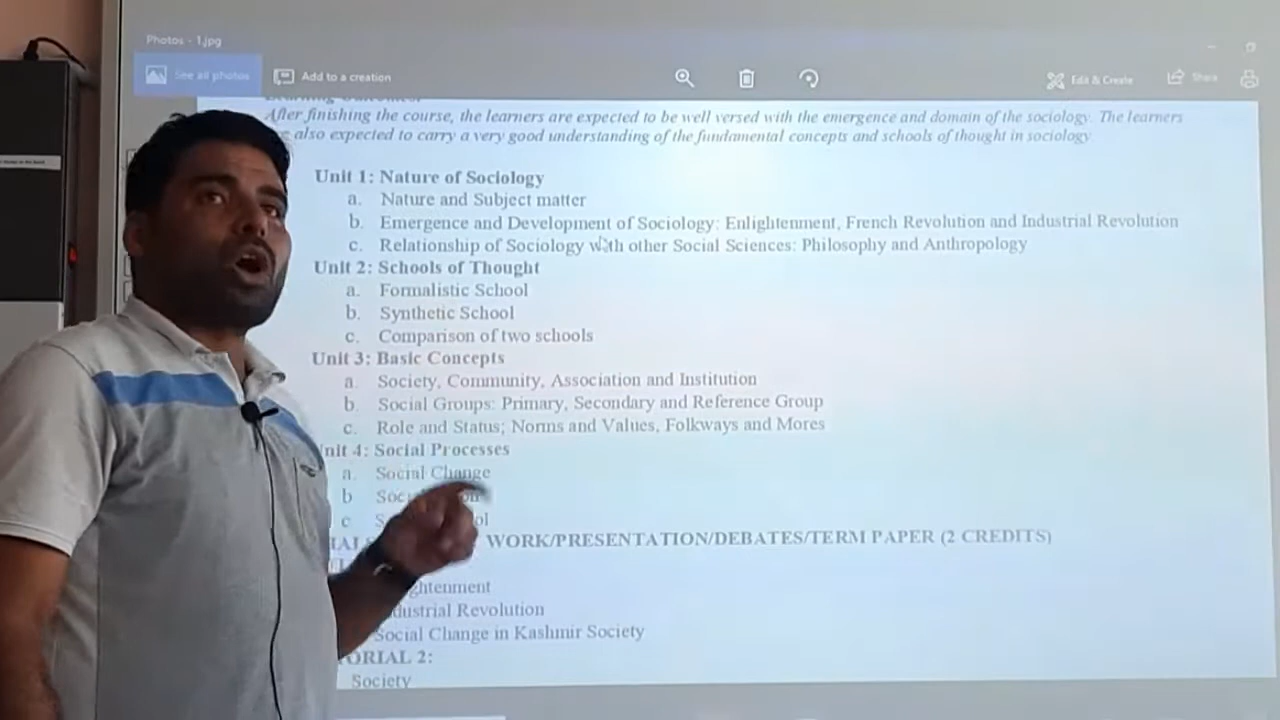 Photos - 1.jpg
See all photos
Add to a creation
Edit & Create
Share
After finishing the course, the learners are expected to be well versed with the emergence and domain of the sociology. The learners
also expected to carry a very good understanding of the fundamental concepts and schools of thought in sociology.
Unit 1: Nature of Sociology
a. Nature and Subject matter
b. Emergence and Development of Sociology: Enlightenment, French Revolution and Industrial Revolution
c. Relationship of Sociology with other Social Sciences: Philosophy and Anthropology
Unit 2: Schools of Thought
a. Formalistic School
b. Synthetic School
c. Comparison of two schools
Unit 3: Basic Concepts
a. Society, Community, Association and Institution
b. Social Groups: Primary, Secondary and Reference Group
c. Role and Status; Norms and Values, Folkways and Mores
nit 4: Social Processes
a. Social Change
b
c
WORK/PRESENTATION/DEBATES/TERM PAPER (2 CREDITS)
ghtenment
dustrial Revolution
Social Change in Kashmir Society
ORIAL 2:
Society